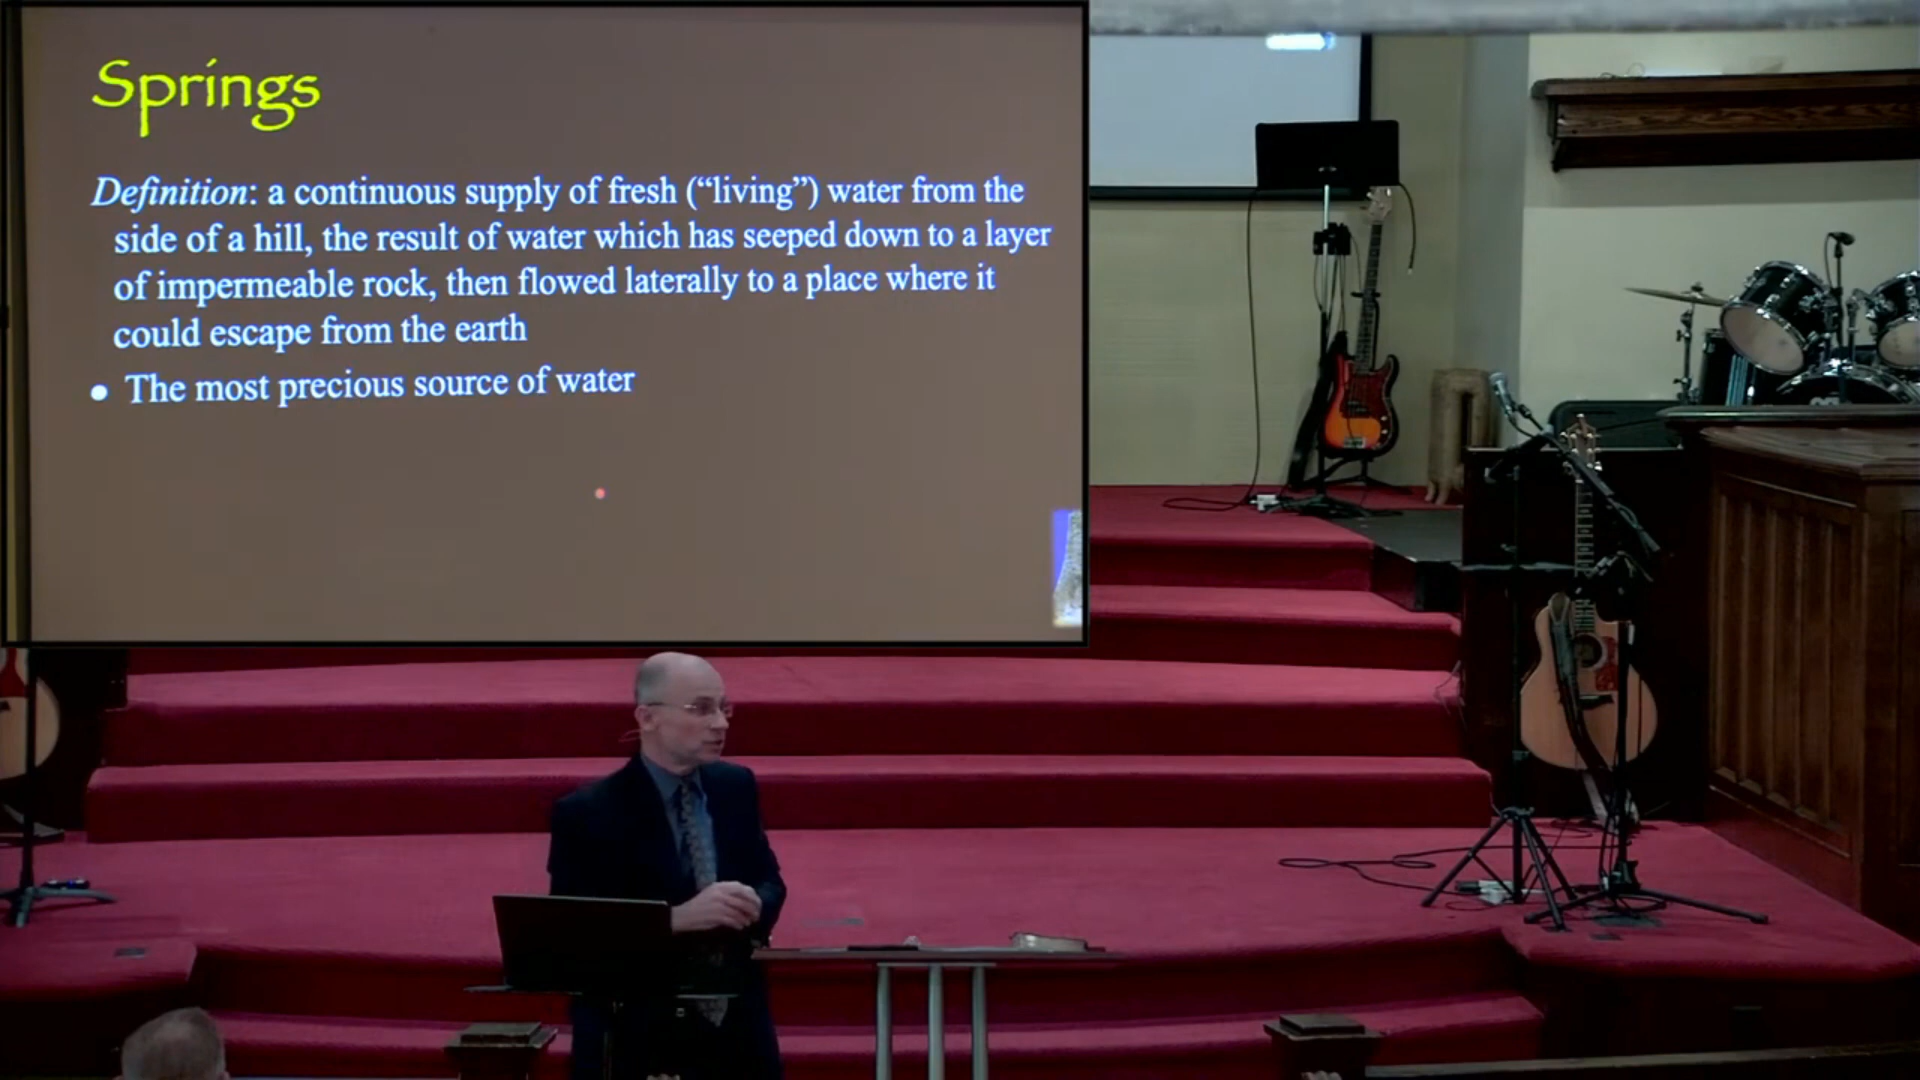 Springs
Definition: a continuous supply of fresh (“living”) water from the
side of a hill, the result of water which has seeped down to a layer
of impermeable rock, then flowed laterally to a place where it
could escape from the earth
• The most precious source of water